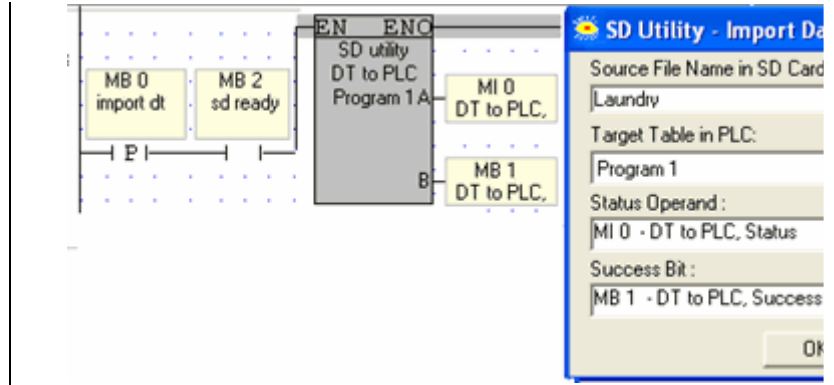 EN ENO
SD utility
DT to PLC
Program 1 A
B
MB 0
import dt
MB 2
sd ready
P
MI 0
DT to PLC,
MB 1
DT to PLC,
SD Utility - Import Da
Source File Name in SD Card
Laundry
Target Table in PLC:
Program 1
Status Operand :
MI 0 - DT to PLC, Status
Success Bit :
MB 1 - DT to PLC, Success
OK